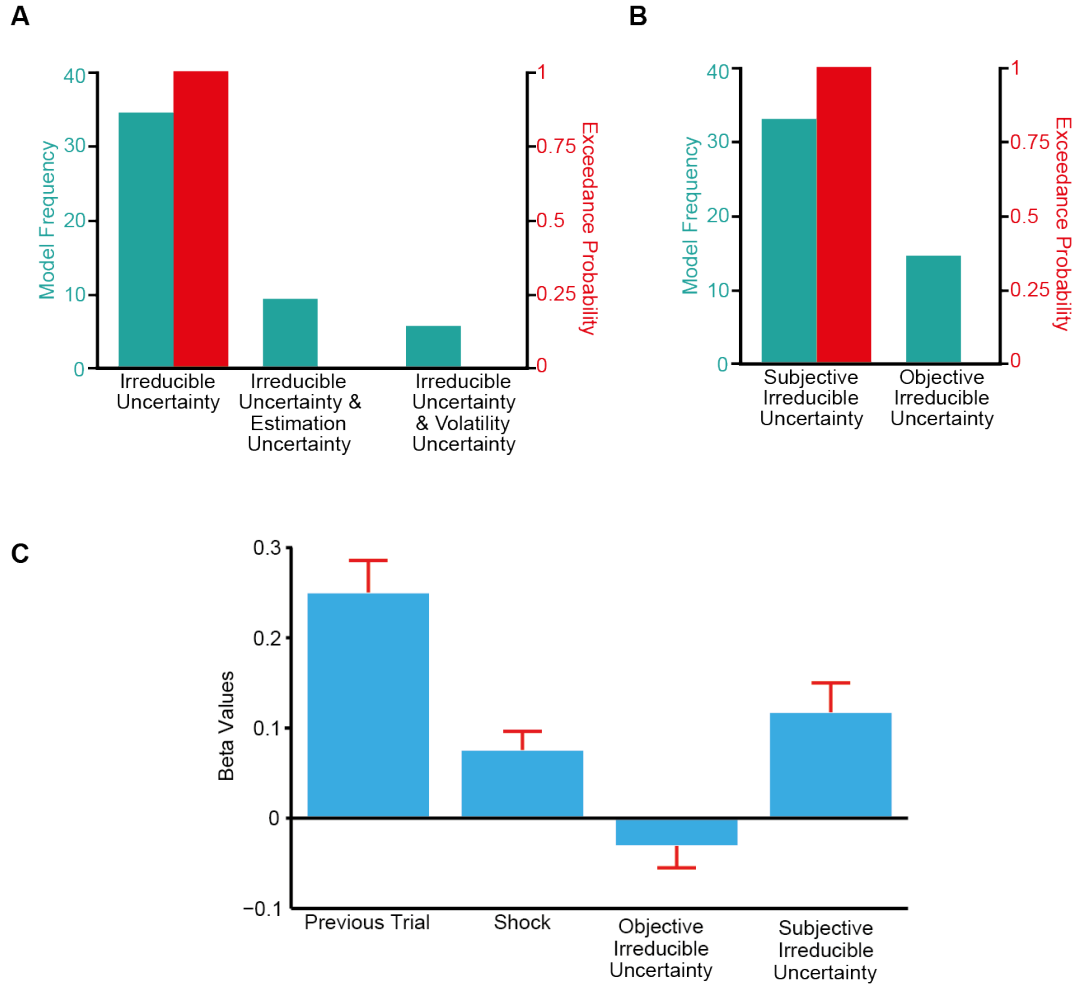 A
B
40
30
20
10
0
Model Frequency
1
0.75
0.5
0.25
0
Exceedance Probability
Irreducible
Uncertainty
Irreducible
Uncertainty &
Estimation
Uncertainty
Irreducible
Uncertainty
& Volatility
Uncertainty
40
30
20
10
0
Model Frequency
1
0.75
0.5
0.25
0
Exceedance Probability
Subjective
Irreducible
Uncertainty
Objective
Irreducible
Uncertainty
C
0.3
0.2
0.1
0
−0.1
Beta Values
Previous Trial
Shock
Objective
Irreducible
Uncertainty
Subjective
Irreducible
Uncertainty